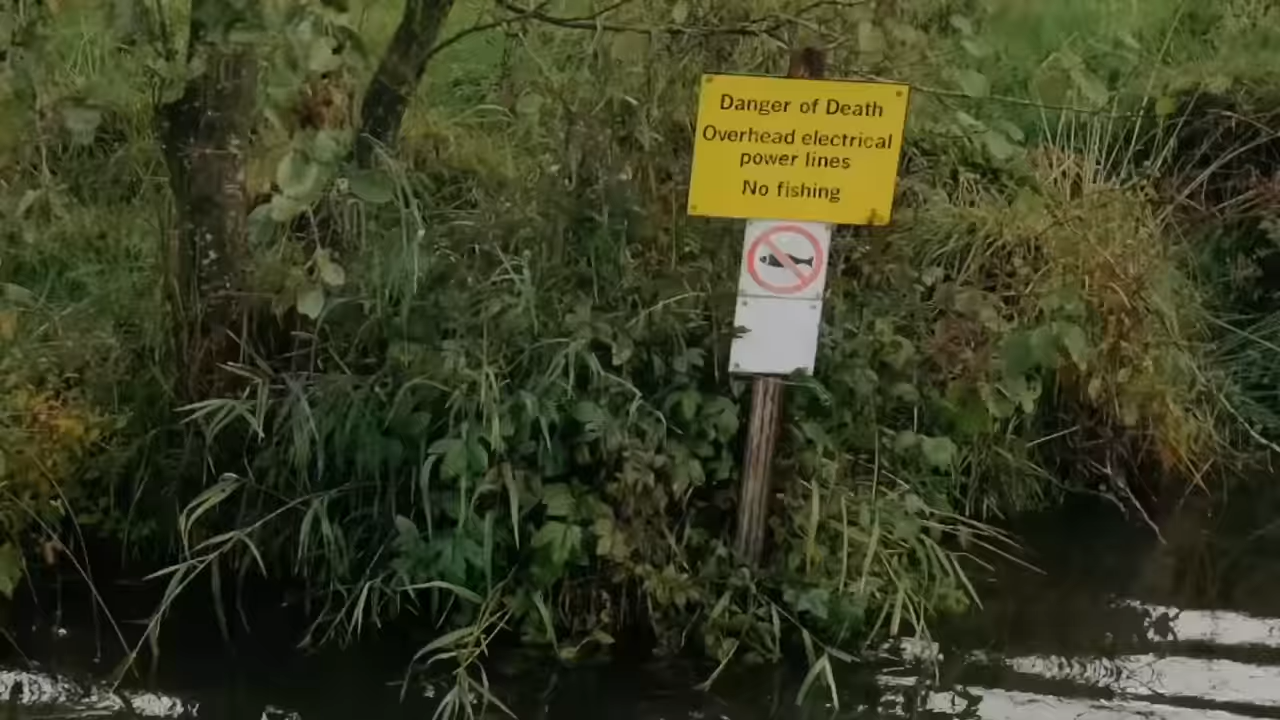 Danger of Death
Overhead electrical
power lines
No fishing